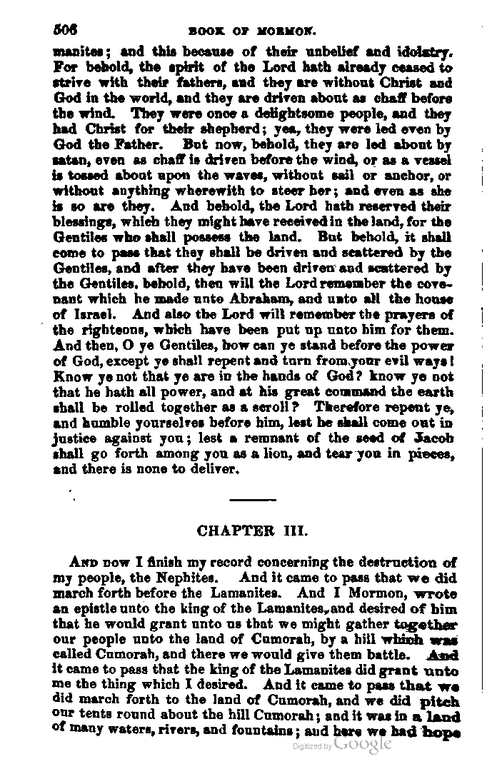 506 BOOK OF MORMON.
manites; and this because of their unbelief and idolatry.
For behold, the spirit of the Lord hath already ceased to
strive with their fathers, and they are without Christ and
God in the world, and they are driven about as chaff before
the wind. They were once a delightsome people, and they
had Christ for their shepherd; yea, they were led even by
God the Father. But now, behold, they are led about by
satan, even as chaff is driven before the wind, or as a vessel
is tossed about upon the waves, without sail or anchor, or
without anything wherewith to steer her; and even as she
is so are they. And behold, the Lord hath reserved their
blessings, which they might have received in the land, for the
Gentiles who shall possess the land. But behold, it shall
come to pass that they shall be driven and scattered by the
Gentiles, and after they have been driven and scattered by
the Gentiles, behold, then will the Lord remember the cove-
nant which he made unto Abraham, and unto all the house
of Israel. And also the Lord will remember the prayers of
the righteous, which have been put up unto him for them.
And then, O ye Gentiles, how can ye stand before the power
of God, except ye shall repent and turn from your evil ways!
Know ye not that ye are in the hands of God? know ye not
that he hath all power, and at his great command the earth
shall be rolled together as a scroll? Therefore repent ye,
and humble yourselves before him, lest he shall come out in
justice against you; lest a remnant of the seed of Jacob
shall go forth among you as a lion, and tear you in pieces,
and there is none to deliver.
CHAPTER III.
AND now I finish my record concerning the destruction of
my people, the Nephites. And it came to pass that we did
march forth before the Lamanites. And I Mormon, wrote
an epistle unto the king of the Lamanites, and desired of him
that he would grant unto us that we might gather together
our people unto the land of Cumorah, by a hill which was
called Cumorah, and there we would give them battle. And
it came to pass that the king of the Lamanites did grant unto
me the thing which I desired. And it came to pass that we
did march forth to the land of Cumorah, and we did pitch
our tents round about the hill Cumorah; and it was in a land
of many waters, rivers, and fountains; and here we had hope
Digitized by Google